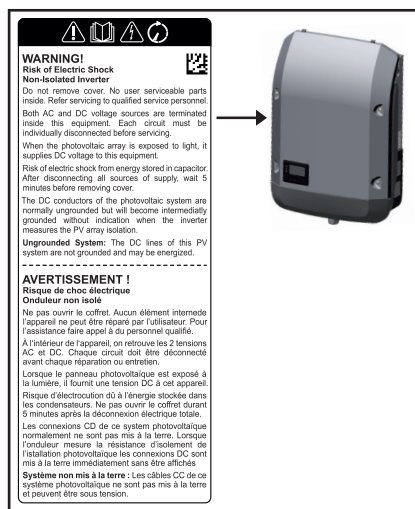 WARNING!
Risk of Electric Shock
Non-Isolated Inverter
Do not remove cover. No user serviceable parts
inside. Refer servicing to qualified service personnel.
Both AC and DC voltage sources are terminated
inside this equipment. Each circuit must be
individually disconnected before servicing.
When the photovoltaic array is exposed to light, it
supplies DC voltage to this equipment.
Risk of electric shock from energy stored in capacitor.
After disconnecting all sources of supply, wait 5
minutes before removing cover.
The DC conductors of the photovoltaic system are
normally ungrounded but will become intermediatly
grounded without indication when the inverter
measures the PV array isolation.
Ungrounded System: The DC lines of this PV
system are not grounded and may be energized.
AVERTISSEMENT !
Risque de choc électrique
Onduleur non isolé
Ne pas ouvrir le coffret. Aucun élément internede
l'appareil ne peut être réparé par l'utilisateur. Pour
l'assistance faire appel à du personnel qualifié.
À l'intérieur de l'appareil, on retrouve les 2 tensions
AC et DC. Chaque circuit doit être déconnecté
avant chaque réparation ou entretien.
Lorsque le panneau photovoltaïque est exposé à
la lumière, il fournit une tension DC à cet appareil.
Risque d'électrocution dû à l'énergie stockée dans
les condensateurs. Ne pas ouvrir le coffret durant
5 minutes après la déconnexion électrique totale.
Les connexions CD de ce système photovoltaïque
normalement ne sont pas mis à la terre. Lorsque
l'onduleur mesure la résistance d'isolement de
l'istallation photovoltaïque les connexions DC sont
mis à la terre immédiatement sans être affichés
Système non mis à la terre : Les câbles CC de ce
système photovoltaïque ne sont pas mis à la terre
et peuvent être sous tension.